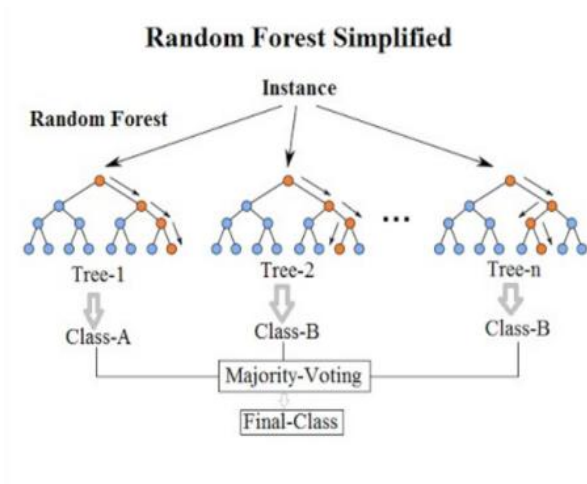 Random Forest Simplified
Instance
Random Forest
...
Tree-1
Tree-2
Tree-n
Class-A
Class-B
Class-B
Majority-Voting
Final-Class